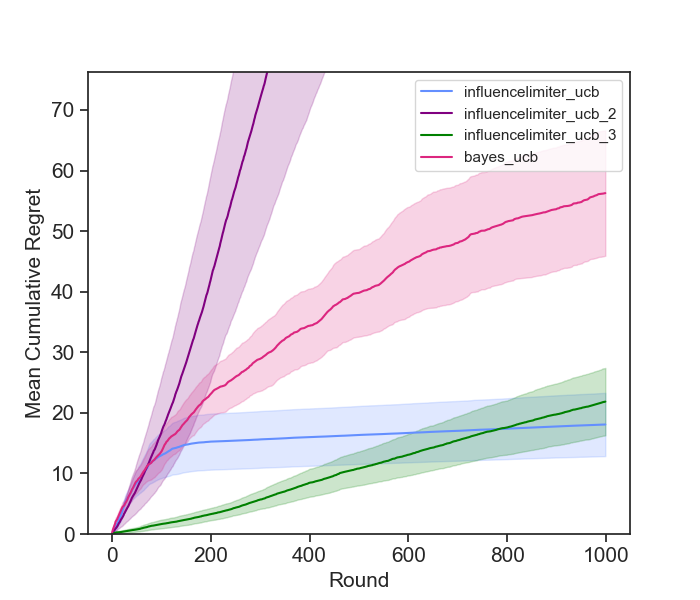 influencelimiter_ucb
influencelimiter_ucb_2
influencelimiter_ucb_3
bayes_ucb
Mean Cumulative Regret
70
60
50
40
30
20
10
0
0 200 400 600 800 1000
Round